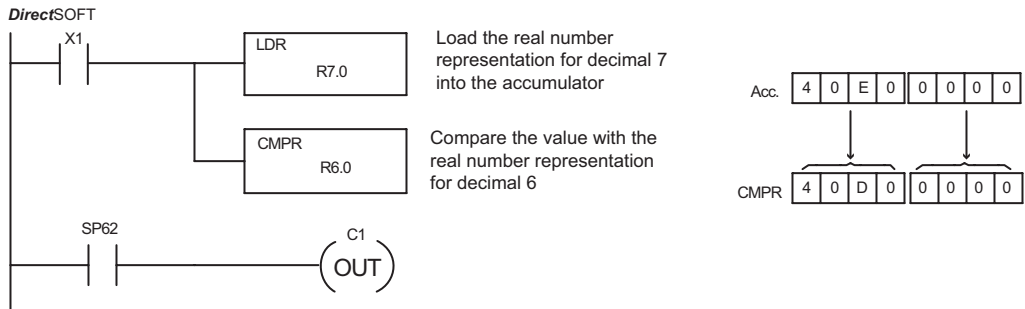 DirectSOFT
X1
LDR
R7.0
Load the real number
representation for decimal 7
into the accumulator
Acc. 4 0 E 0 0 0 0 0
CMPR
R6.0
Compare the value with the
real number representation
for decimal 6
CMPR 4 0 D 0 0 0 0 0
SP62
C1
OUT